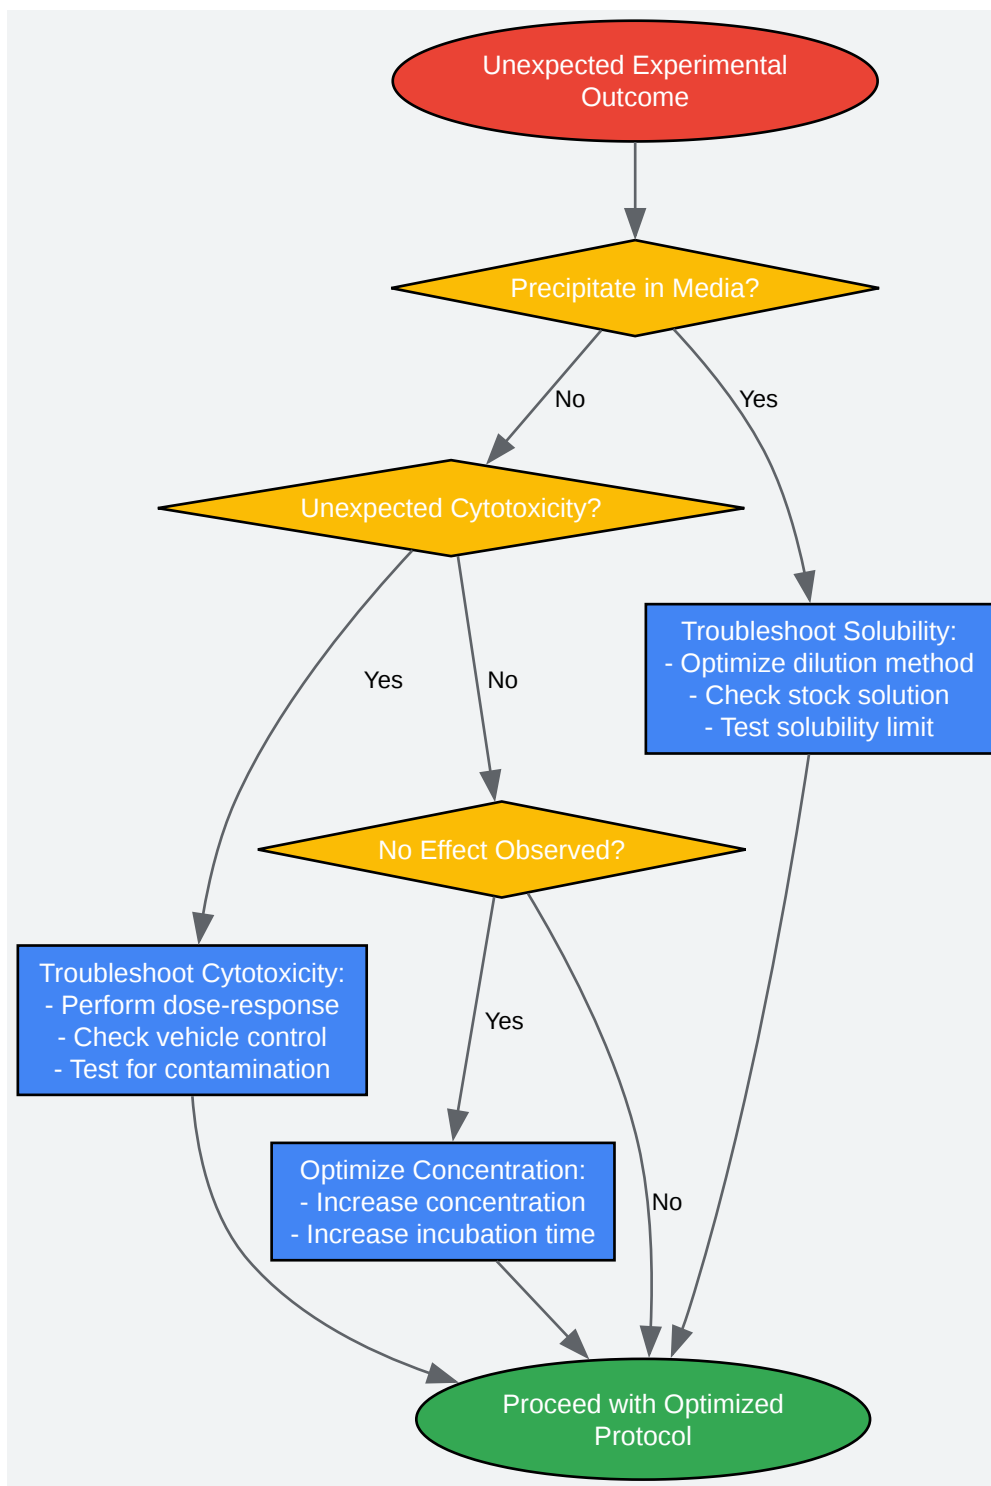 Unexpected Experimental
Outcome
Precipitate in Media?
No
Yes
Unexpected Cytotoxicity?
Troubleshoot Solubility:
- Optimize dilution method
- Check stock solution
- Test solubility limit
Yes
No
No Effect Observed?
Troubleshoot Cytotoxicity:
- Perform dose-response
- Check vehicle control
- Test for contamination
Yes
Optimize Concentration:
- Increase concentration
- Increase incubation time
No
Proceed with Optimized
Protocol